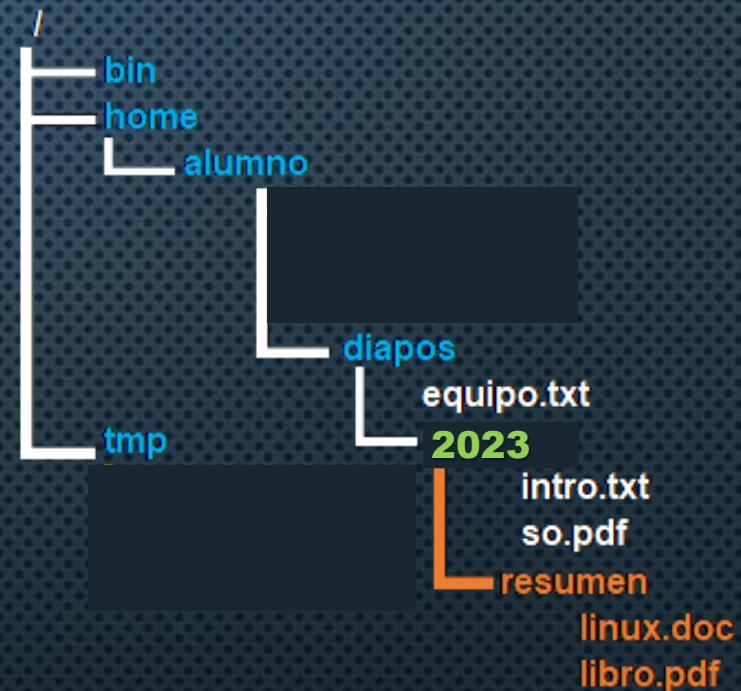 /
bin
home
alumno
diapos
equipo.txt
tmp
2023
intro.txt
so.pdf
resumen
linux.doc
libro.pdf